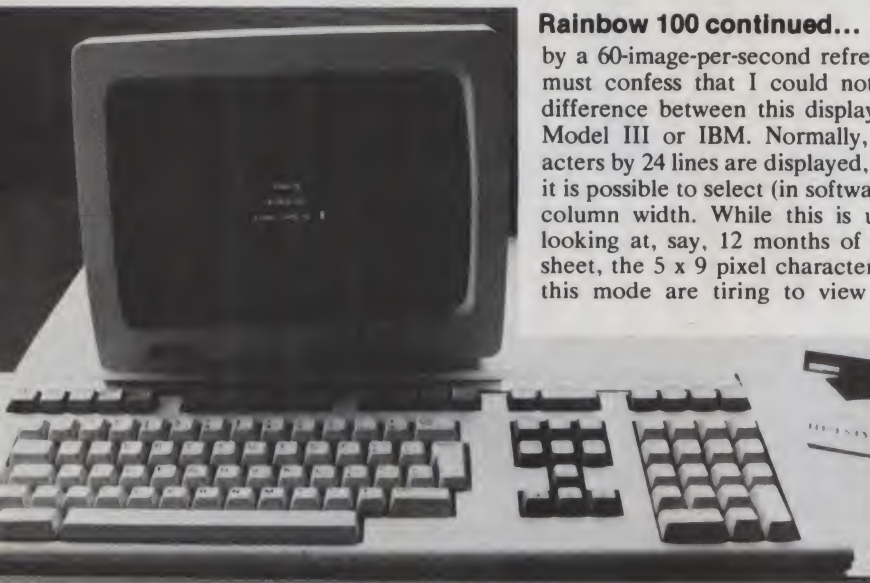 Rainbow 100 continued...
by a 60-image-per-second refre
must confess that I could not
difference between this display
Model III or IBM. Normally,
acters by 24 lines are displayed,
it is possible to select (in softwa
column width. While this is u
looking at, say, 12 months of
sheet, the 5 x 9 pixel character
this mode are tiring to view